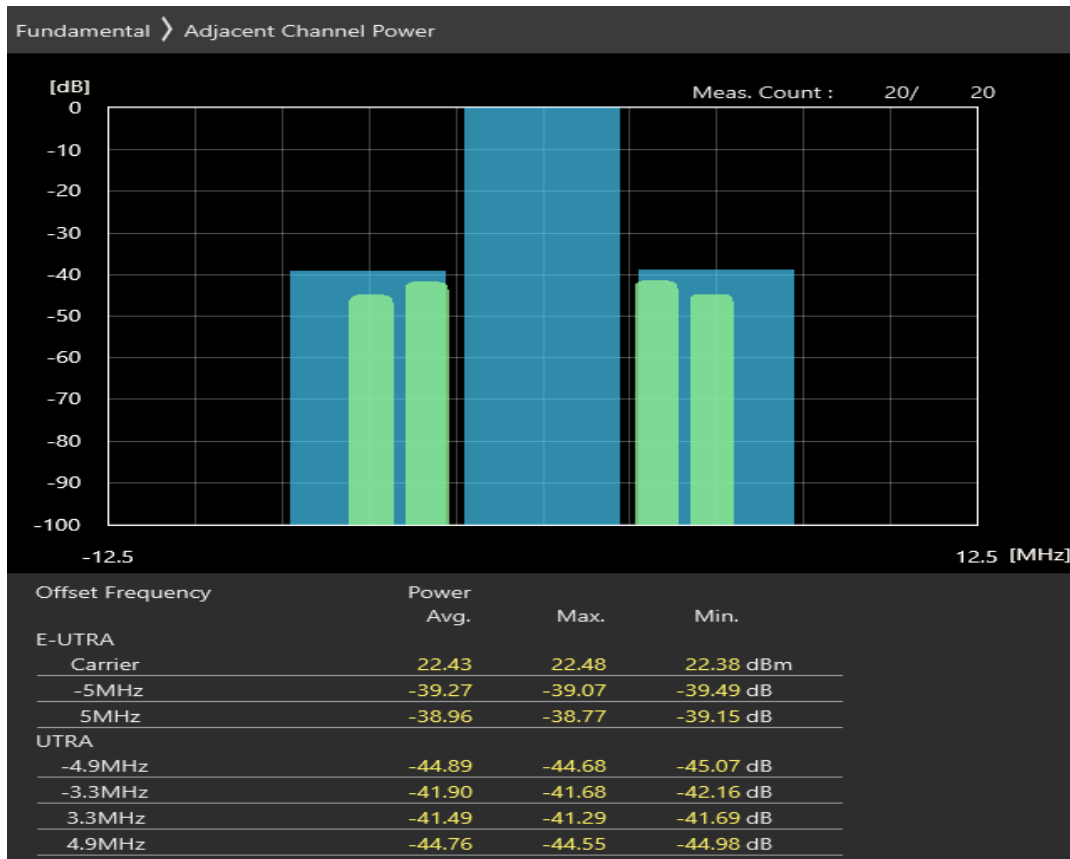 Fundamental 〉 Adjacent Channel Power
[dB]
Meas. Count : 20/ 20
0
-10
-20
-30
-40
-50
-60
-70
-80
-90
-100
-12.5 12.5 [MHz]
Offset Frequency Power
Avg. Max. Min.
E-UTRA
Carrier 22.43 22.48 22.38 dBm
-5MHz -39.27 -39.07 -39.49 dB
5MHz -38.96 -38.77 -39.15 dB
UTRA
-4.9MHz -44.89 -44.68 -45.07 dB
-3.3MHz -41.90 -41.68 -42.16 dB
3.3MHz -41.49 -41.29 -41.69 dB
4.9MHz -44.76 -44.55 -44.98 dB